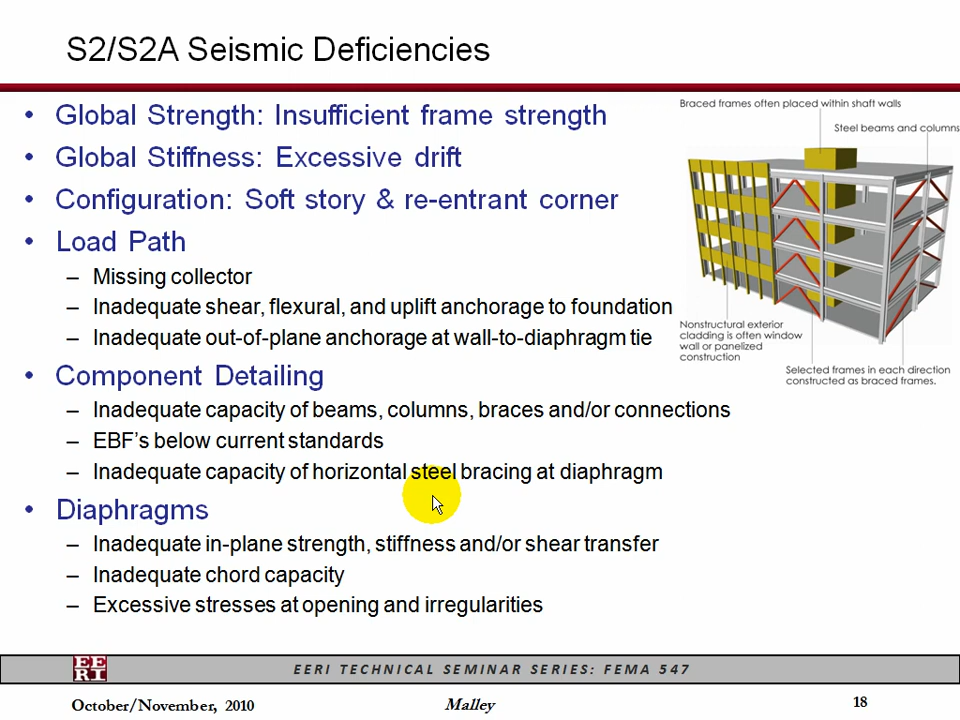 S2/S2A Seismic Deficiencies
• Global Strength: Insufficient frame strength
• Global Stiffness: Excessive drift
• Configuration: Soft story & re-entrant corner
• Load Path
– Missing collector
– Inadequate shear, flexural, and uplift anchorage to foundation
– Inadequate out-of-plane anchorage at wall-to-diaphragm tie
• Component Detailing
– Inadequate capacity of beams, columns, braces and/or connections
– EBF's below current standards
– Inadequate capacity of horizontal steel bracing at diaphragm
• Diaphragms
– Inadequate in-plane strength, stiffness and/or shear transfer
– Inadequate chord capacity
– Excessive stresses at opening and irregularities
Braced frames often placed within shaft walls
Steel beams and columns
Nonstructural exterior
cladding is often window
wall or panelized
construction
Selected frames in each direction
constructed as braced frames.
EE
RI
EERI TECHNICAL SEMINAR SERIES: FEMA 547
October/November, 2010
Malley
18